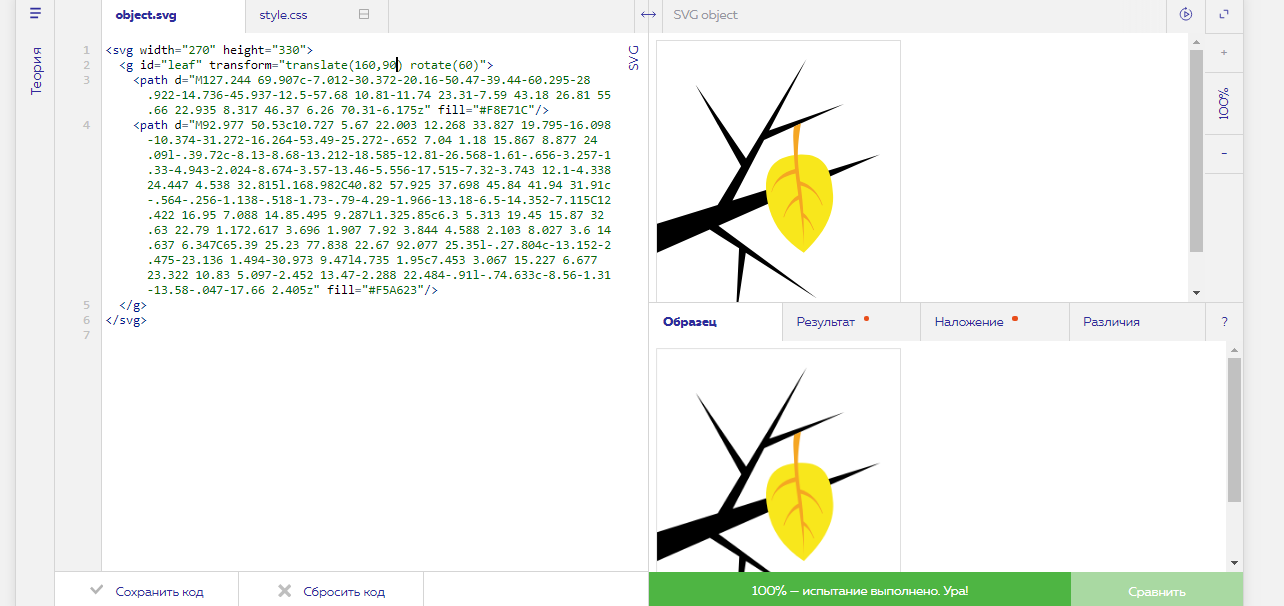 object.svg
style.css
SVG object
Теория
SVG
1 <svg width="270" height="330">
2 <g id="leaf" transform="translate(160,90) rotate(60)">
3 <path d="M127.244 69.907c-7.012-30.372-20.16-50.47-39.44-60.295-28
.922-14.736-45.937-12.5-57.68 10.81-11.74 23.31-7.59 43.18 26.81 55
.66 22.935 8.317 46.37 6.26 70.31-6.175z" fill="#F8E71C"/>
4 <path d="M92.977 50.53c10.727 5.67 22.003 12.268 33.827 19.795-16.098
-10.374-31.272-16.264-53.49-25.272-.652 7.04 1.18 15.867 8.877 24
.09l-.39.72c-8.13-8.68-13.212-18.585-12.81-26.568-1.61-.656-3.257-1
.33-4.943-2.024-8.674-3.57-13.46-5.556-17.515-7.32-3.743 12.1-4.338
24.447 4.538 32.815l.168.982C40.82 57.925 37.698 45.84 41.94 31.91c
-.564-.256-1.138-.518-1.73-.79-4.29-1.966-13.18-6.5-14.352-7.115C12
.422 16.95 7.088 14.85.495 9.287L1.325.85c6.3 5.313 19.45 15.87 32
.63 22.79 1.172.617 3.696 1.907 7.92 3.844 4.588 2.103 8.027 3.6 14
.637 6.347C65.39 25.23 77.838 22.67 92.077 25.35l-.27.804c-13.152-2
.475-23.136 1.494-30.973 9.47l4.735 1.95c7.453 3.067 15.227 6.677
23.322 10.83 5.097-2.452 13.47-2.288 22.484-.91l-.74.633c-8.56-1.31
-13.58-.047-17.66 2.405z" fill="#F5A623"/>
5 </g>
6 </svg>
7
+
100%
-
Образец
Результат
Наложение
Различия
?
Сохранить код
Сбросить код
100% — испытание выполнено. Ура!
Сравнить